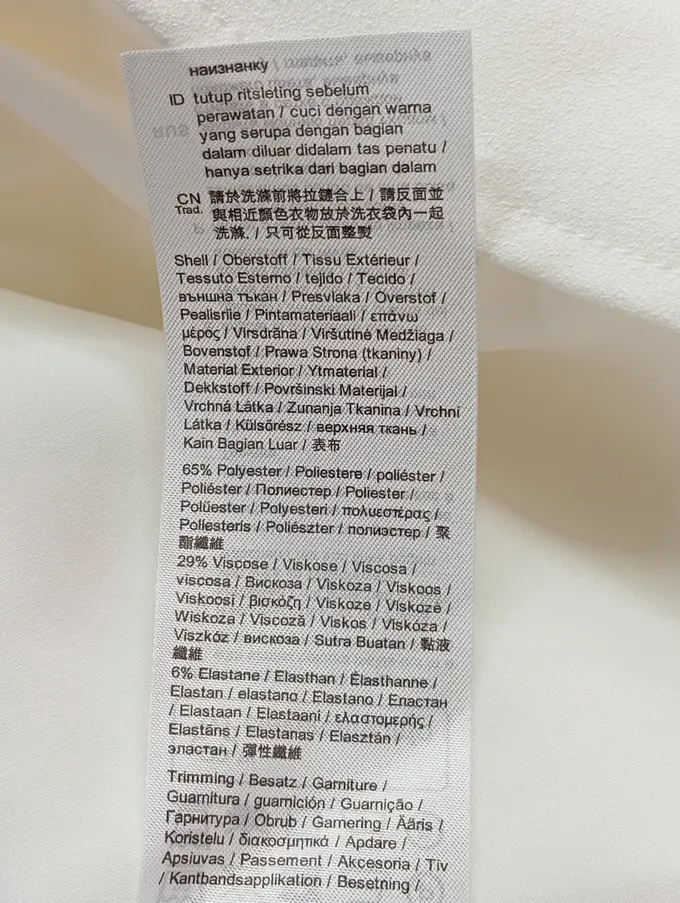 наизнанку
ID tutup ritsleting sebelum
perawatan / cuci dengan warna
yang serupa dengan bagian
dalam diluar didalam tas penatu /
hanya setrika dari bagian dalam
CN Trad. 請於洗滌前將拉鏈合上 / 請反面並
與相近顏色衣物放於洗衣袋內一起
洗滌. / 只可從反面整熨
Shell / Oberstoff / Tissu Extérieur /
Tessuto Esterno / tejido / Tecido /
външна тъкан / Presvlaka / Overstof /
Pealisriie / Pintamateriaali / επάνω
μέρος / Virsdrāna / Viršutinė Medžiaga /
Bovenstof / Prawa Strona (tkaniny) /
Material Exterior / Ytmaterial /
Dekkstoff / Površinski Materijal /
Vrchná Látka / Zunanja Tkanina / Vrchní
Látka / Külsőrész / верхняя ткань /
Kain Bagian Luar / 表布
65% Polyester / Poliestere / poliéster /
Poliéster / Полиестер / Poliester /
Polüester / Polyesteri / πολυεστέρας /
Poliesteris / Poliészter / полиэстер / 聚
酯纖維
29% Viscose / Viskose / Viscosa /
viscosa / Вискоза / Viskoza / Viskoos /
Viskoosi / βισκόζη / Viskoze / Viskozė /
Wiskoza / Viscoză / Viskos / Viskóza /
Viszkóz / вискоза / Sutra Buatan / 黏液
纖維
6% Elastane / Elasthan / Élasthanne /
Elastan / elastano / Elastano / Еластан
/ Elastaan / Elastaani / ελαστομερής /
Elastāns / Elastanas / Elasztán /
эластан / 彈性纖維
Trimming / Besatz / Garniture /
Guarnitura / guarnición / Guarnição /
Гарнитура / Obrub / Garnering / Ääris /
Koristelu / διακοσμητικά / Apdare /
Apsiuvas / Passement / Akcesoria / Tiv
/ Kantbandsapplikation / Besetning /